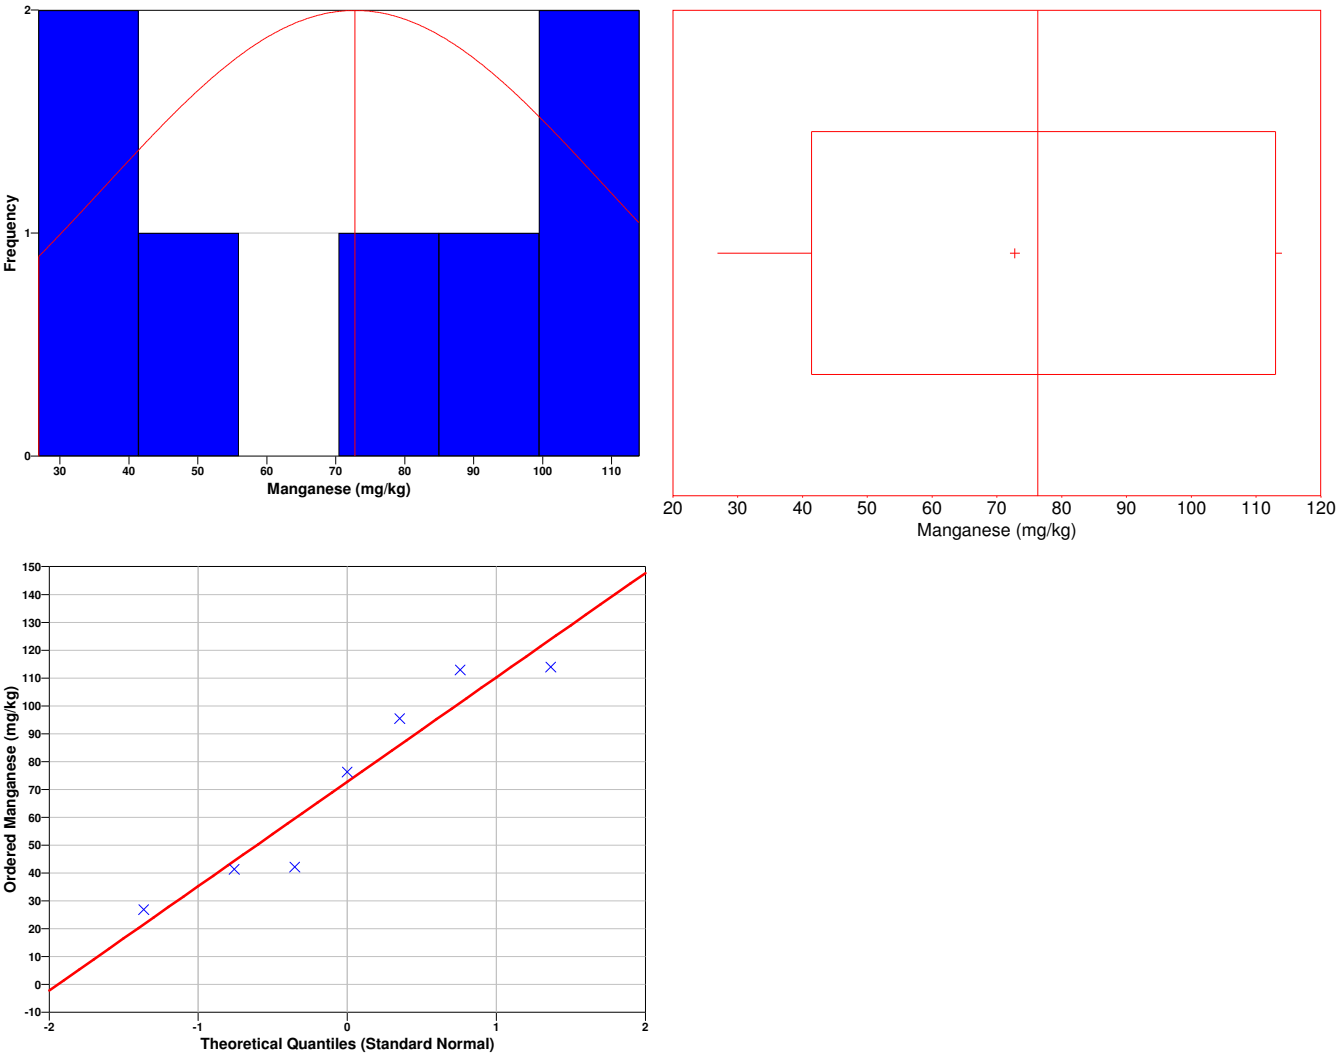 2
1
0
Frequency
30 40 50 60 70 80 90 100 110
Manganese (mg/kg)
20 30 40 50 60 70 80 90 100 110 120
Manganese (mg/kg)
150
140
130
120
110
100
90
80
70
60
50
40
30
20
10
0
-10
Ordered Manganese (mg/kg)
-2 -1 0 1 2
Theoretical Quantiles (Standard Normal)